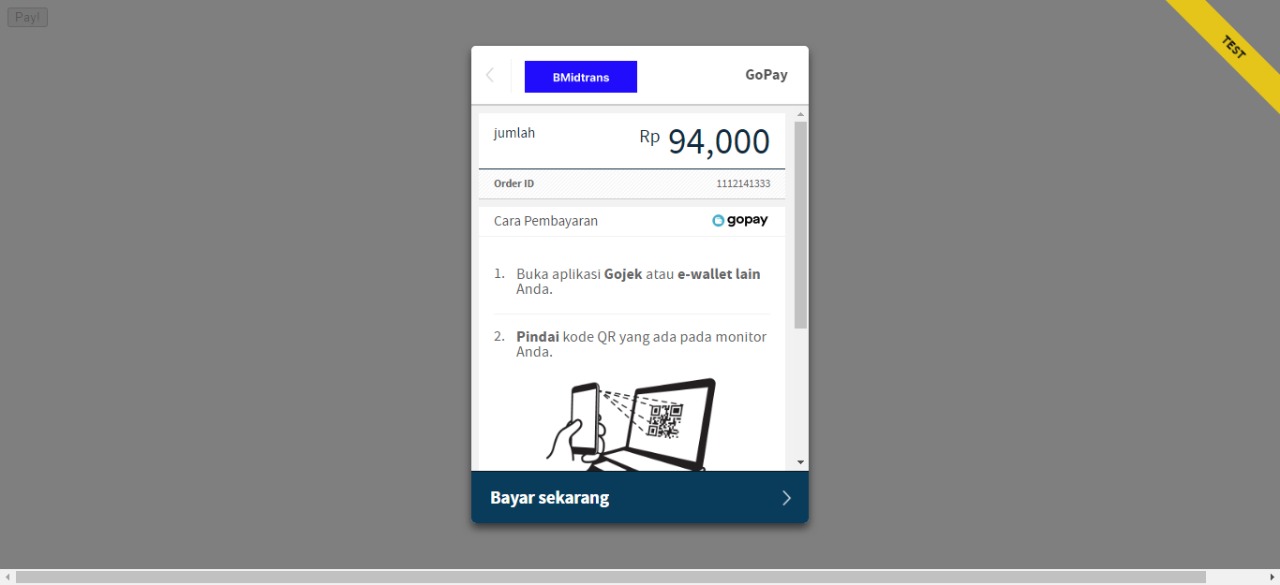 Pay!
TEST
BMidtrans
GoPay
jumlah
Rp 94,000
Order ID
1112141333
Cara Pembayaran
gopay
1. Buka aplikasi Gojek atau e-wallet lain
Anda.
2. Pindai kode QR yang ada pada monitor
Anda.
Bayar sekarang